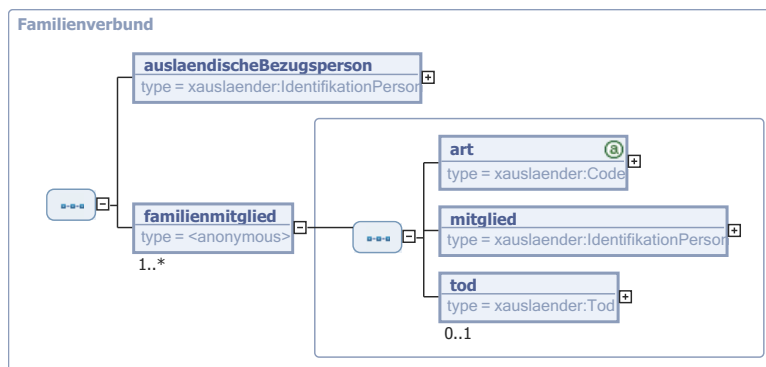 Familienverbund
auslaendischeBezugsperson
type = xauslaender:IdentifikationPerson
familienmitglied
type = <anonymous>
1..*
art
a
type = xauslaender:Code
mitglied
type = xauslaender:IdentifikationPerson
tod
type = xauslaender:Tod
0..1